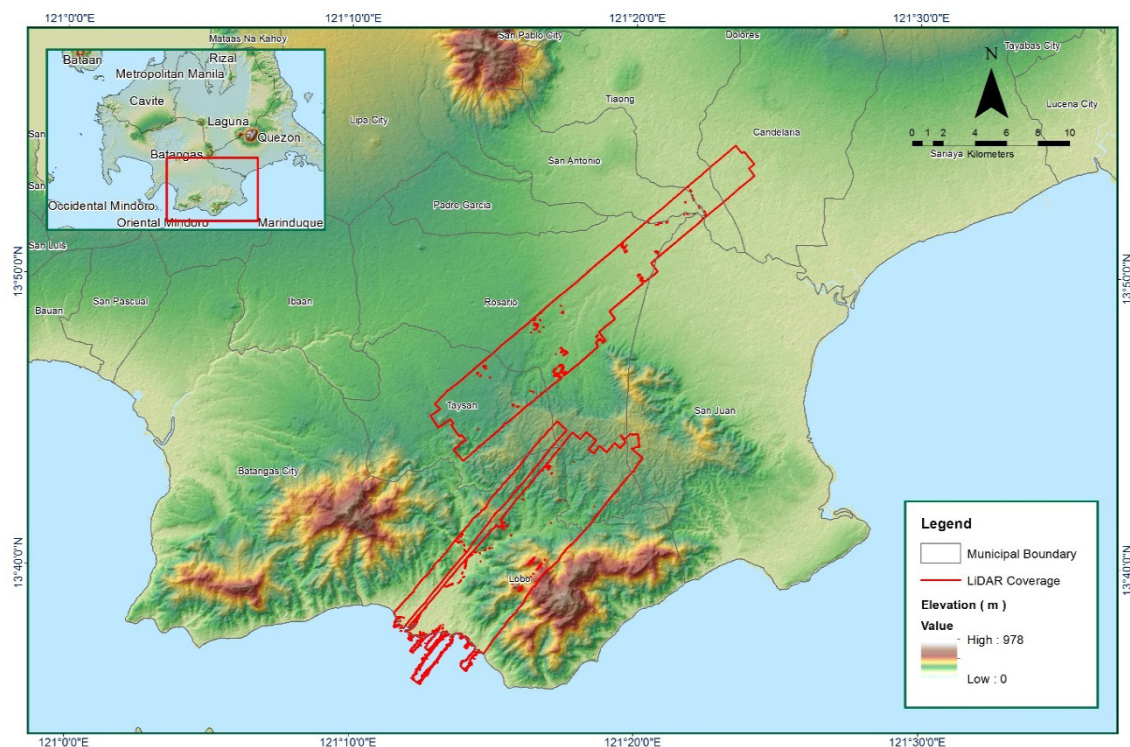 121°0'0"E
121°10'0"E
121°20'0"E
121°30'0"E
Mataas Na Kahoy
San Pablo City
Dolores
Tayabas City
Bataan
Rizal
Metropolitan Manila
Cavite
Laguna
Quezon
Batangas
Occidental Mindoro
Oriental Mindoro
Marinduque
N
0 1 2 4 6 8 10
Kilometers
Sariaya
Lucena City
Tiaong
Candelaria
Lipa City
San Antonio
Padre Garcia
San
San
San
San Luis
San Pascual
Bauan
Ibaan
Rosario
Taysan
San Juan
Batangas City
Lobo
13°50'0"N
13°50'0"N
13°40'0"N
13°40'0"N
Legend
Municipal Boundary
LiDAR Coverage
Elevation ( m )
Value
High : 978
Low : 0
121°0'0"E
121°10'0"E
121°20'0"E
121°30'0"E